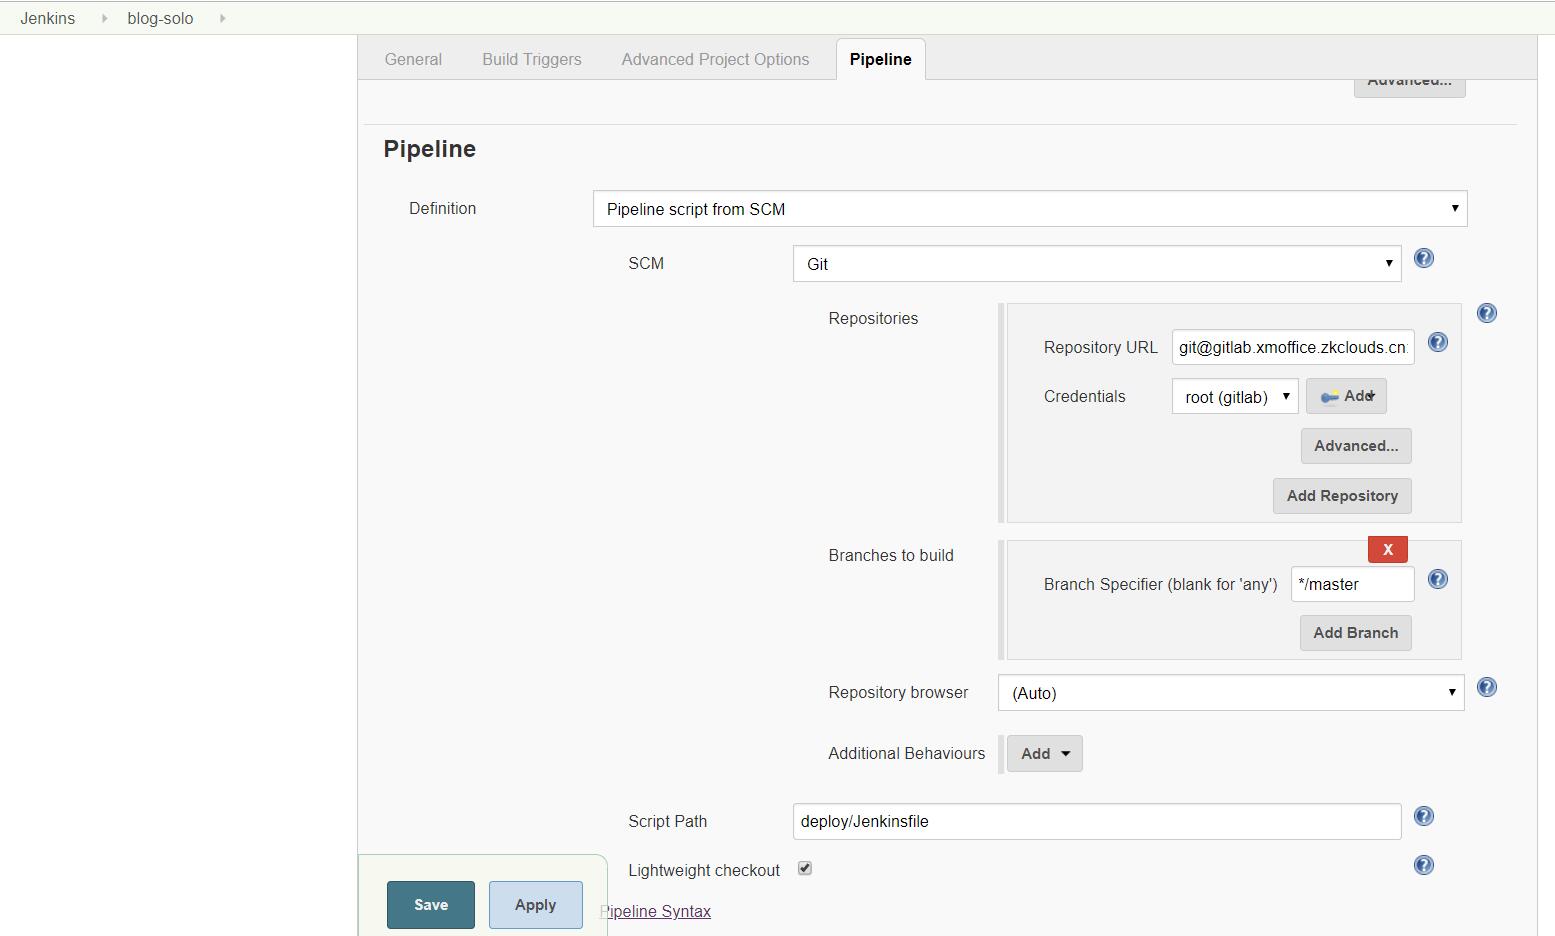 Jenkins blog-solo
General Build Triggers Advanced Project Options Pipeline
Advanced...
Pipeline
Definition Pipeline script from SCM
SCM Git
Repositories
Repository URL git@gitlab.xmoffice.zkclouds.cn:
Credentials root (gitlab) Add
Advanced...
Add Repository
Branches to build X
Branch Specifier (blank for 'any') */master
Add Branch
Repository browser (Auto)
Additional Behaviours Add
Script Path deploy/Jenkinsfile
Lightweight checkout
Save Apply Pipeline Syntax